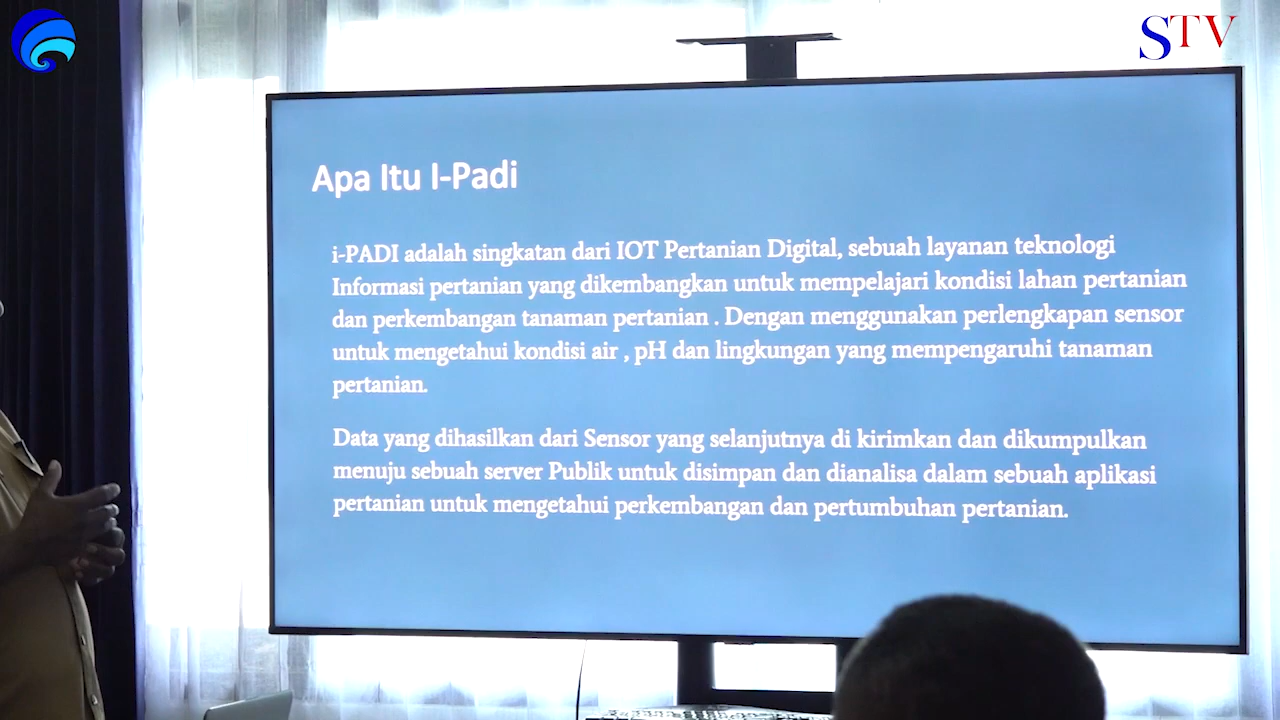 STV
Apa Itu I-Padi
i-PADI adalah singkatan dari IOT Pertanian Digital, sebuah layanan teknologi
Informasi pertanian yang dikembangkan untuk mempelajari kondisi lahan pertanian
dan perkembangan tanaman pertanian . Dengan menggunakan perlengkapan sensor
untuk mengetahui kondisi air , pH dan lingkungan yang mempengaruhi tanaman
pertanian.
Data yang dihasilkan dari Sensor yang selanjutnya di kirimkan dan dikumpulkan
menuju sebuah server Publik untuk disimpan dan dianalisa dalam sebuah aplikasi
pertanian untuk mengetahui perkembangan dan pertumbuhan pertanian.